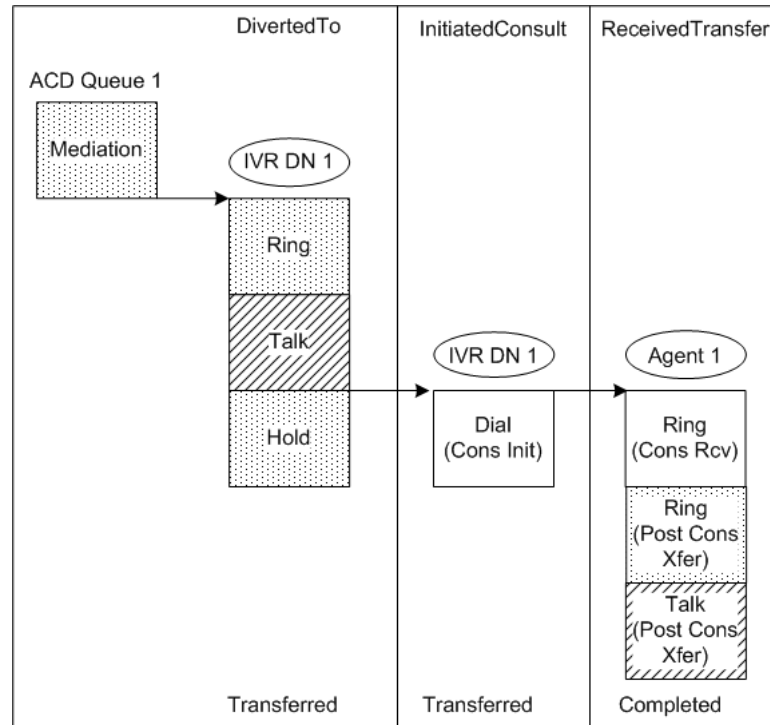 DivertedTo
InitiatedConsult
ReceivedTransfer
ACD Queue 1
Mediation
IVR DN 1
Ring
Talk
Hold
IVR DN 1
Dial
(Cons Init)
Agent 1
Ring
(Cons Rcv)
Ring
(Post Cons
Xfer)
Talk
(Post Cons
Xfer)
Transferred
Transferred
Completed